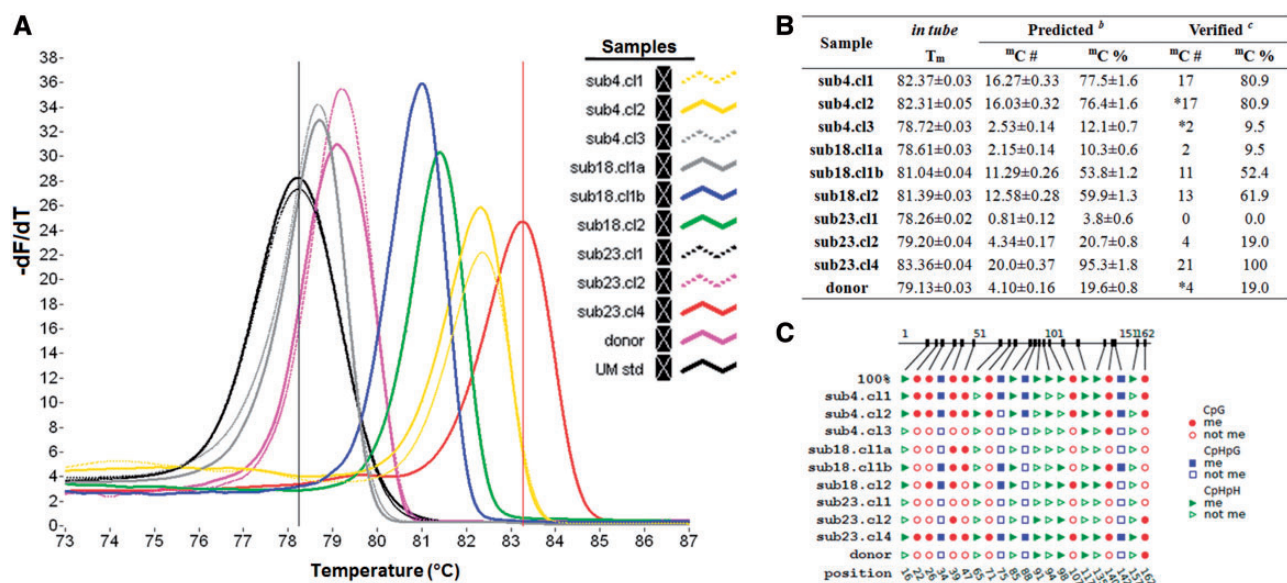 A
-dF/dT
38-
36-
34-
32-
30-
28-
26-
24-
22-
20-
18-
16-
14-
12-
10-
8-
6-
4-
2-
0-
73 74 75 76 77 78 79 80 81 82 83 84 85 86 87
Temperature (°C)
Samples
sub4.cl1
sub4.cl2
sub4.cl3
sub18.cl1a
sub18.cl1b
sub18.cl2
sub23.cl1
sub23.cl2
sub23.cl4
donor
UM std
B
Sample in tube Tm Predicted b Verified c
mC # mC % mC # mC %
sub4.cl1 82.37±0.03 16.27±0.33 77.5±1.6 17 80.9
sub4.cl2 82.31±0.05 16.03±0.32 76.4±1.6 *17 80.9
sub4.cl3 78.72±0.03 2.53±0.14 12.1±0.7 *2 9.5
sub18.cl1a 78.61±0.03 2.15±0.14 10.3±0.6 2 9.5
sub18.cl1b 81.04±0.04 11.29±0.26 53.8±1.2 11 52.4
sub18.cl2 81.39±0.03 12.58±0.28 59.9±1.3 13 61.9
sub23.cl1 78.26±0.02 0.81±0.12 3.8±0.6 0 0.0
sub23.cl2 79.20±0.04 4.34±0.17 20.7±0.8 4 19.0
sub23.cl4 83.36±0.04 20.0±0.37 95.3±1.8 21 100
donor 79.13±0.03 4.10±0.16 19.6±0.8 *4 19.0
C
1 51 101 151 162
100%
sub4.cl1
sub4.cl2
sub4.cl3
sub18.cl1a
sub18.cl1b
sub18.cl2
sub23.cl1
sub23.cl2
sub23.cl4
donor
position 16 22 26 34 39 47 65 71 75 85 88 91 94 98
CpG
me
not me
CpHpG
me
not me
CpHpH
me
not me